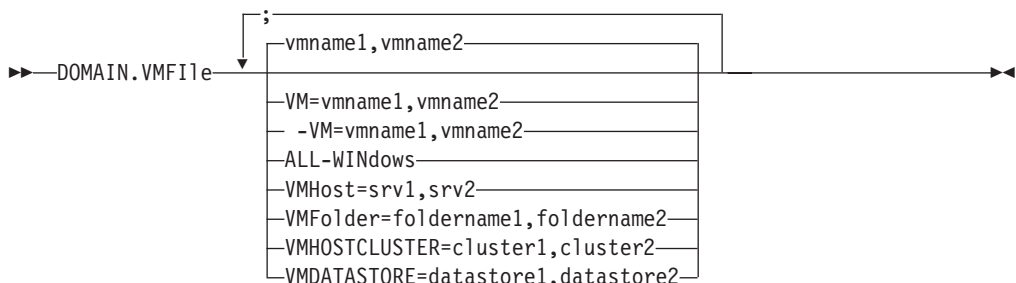 ;
vmname1,vmname2
DOMAIN.VMFIle
VM=vmname1,vmname2
-VM=vmname1,vmname2
ALL-WINdows
VMHost=srv1,srv2
VMFolder=foldername1,foldername2
VMHOSTCLUSTER=cluster1,cluster2
VMDATASTORE=datastore1,datastore2